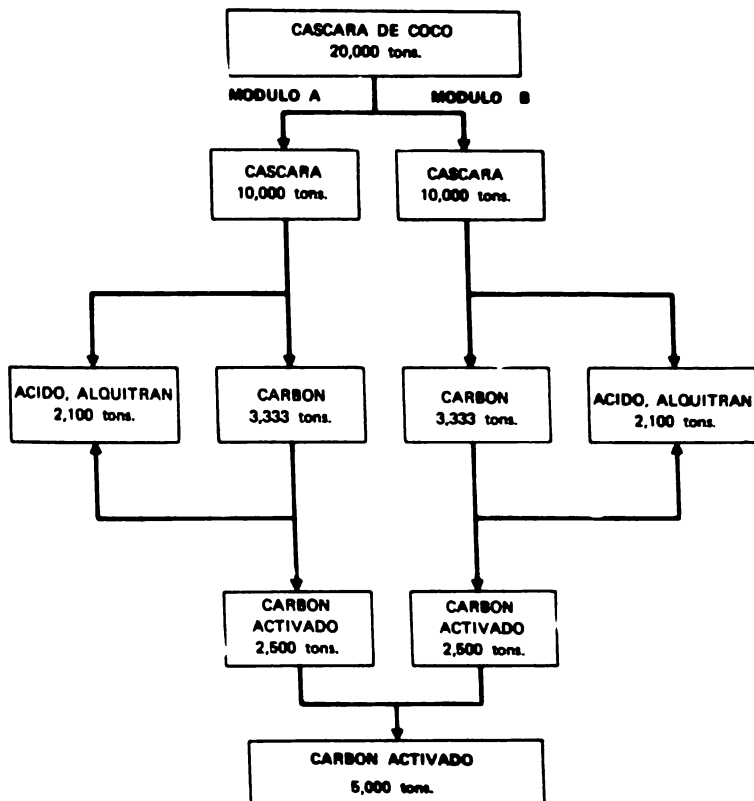 CASCARA DE COCO
20,000 tons.
MODULO A MODULO B
CASCARA
10,000 tons.
CASCARA
10,000 tons.
ACIDO, ALQUITRAN
2,100 tons.
CARBON
3,333 tons.
CARBON
3,333 tons.
ACIDO, ALQUITRAN
2,100 tons.
CARBON
ACTIVADO
2,500 tons.
CARBON
ACTIVADO
2,500 tons.
CARBON ACTIVADO
5,000 tons.